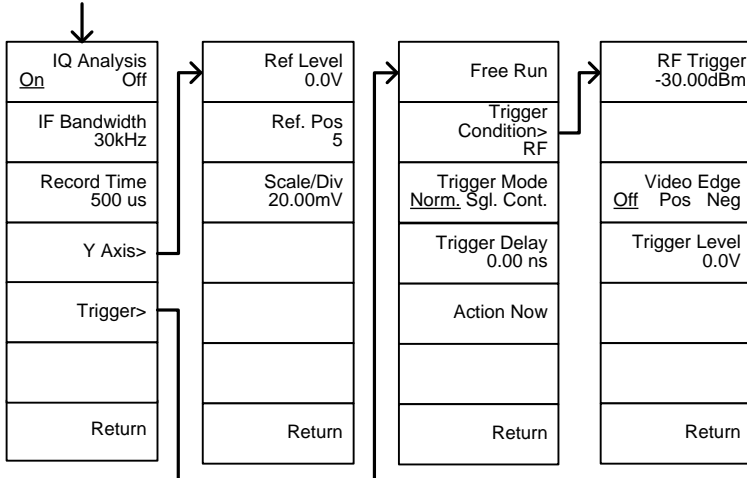 IQ Analysis
On Off
IF Bandwidth
30kHz
Record Time
500 us
Y Axis>
Trigger>
Return
Ref Level
0.0V
Ref. Pos
5
Scale/Div
20.00mV
Return
Free Run
Trigger
Condition>
RF
Trigger Mode
Norm. Sgl. Cont.
Trigger Delay
0.00 ns
Action Now
Return
RF Trigger
-30.00dBm
Video Edge
Off Pos Neg
Trigger Level
0.0V
Return